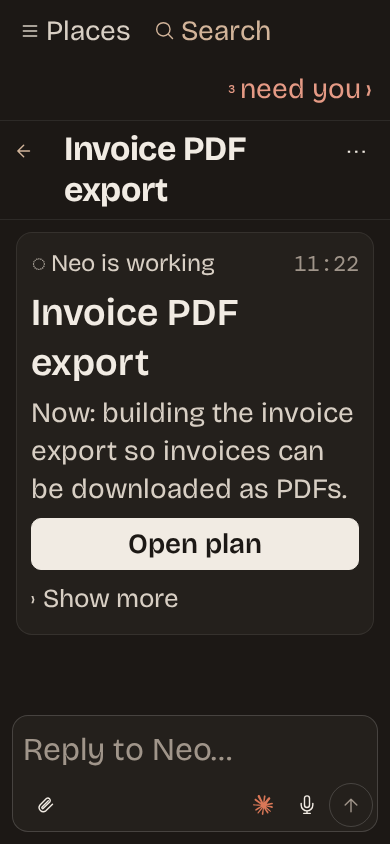 Places
Search
3 need you ›
Invoice PDF
export
Neo is working
11:22
Invoice PDF
export
Now: building the invoice
export so invoices can
be downloaded as PDFs.
Open plan
› Show more
Reply to Neo...